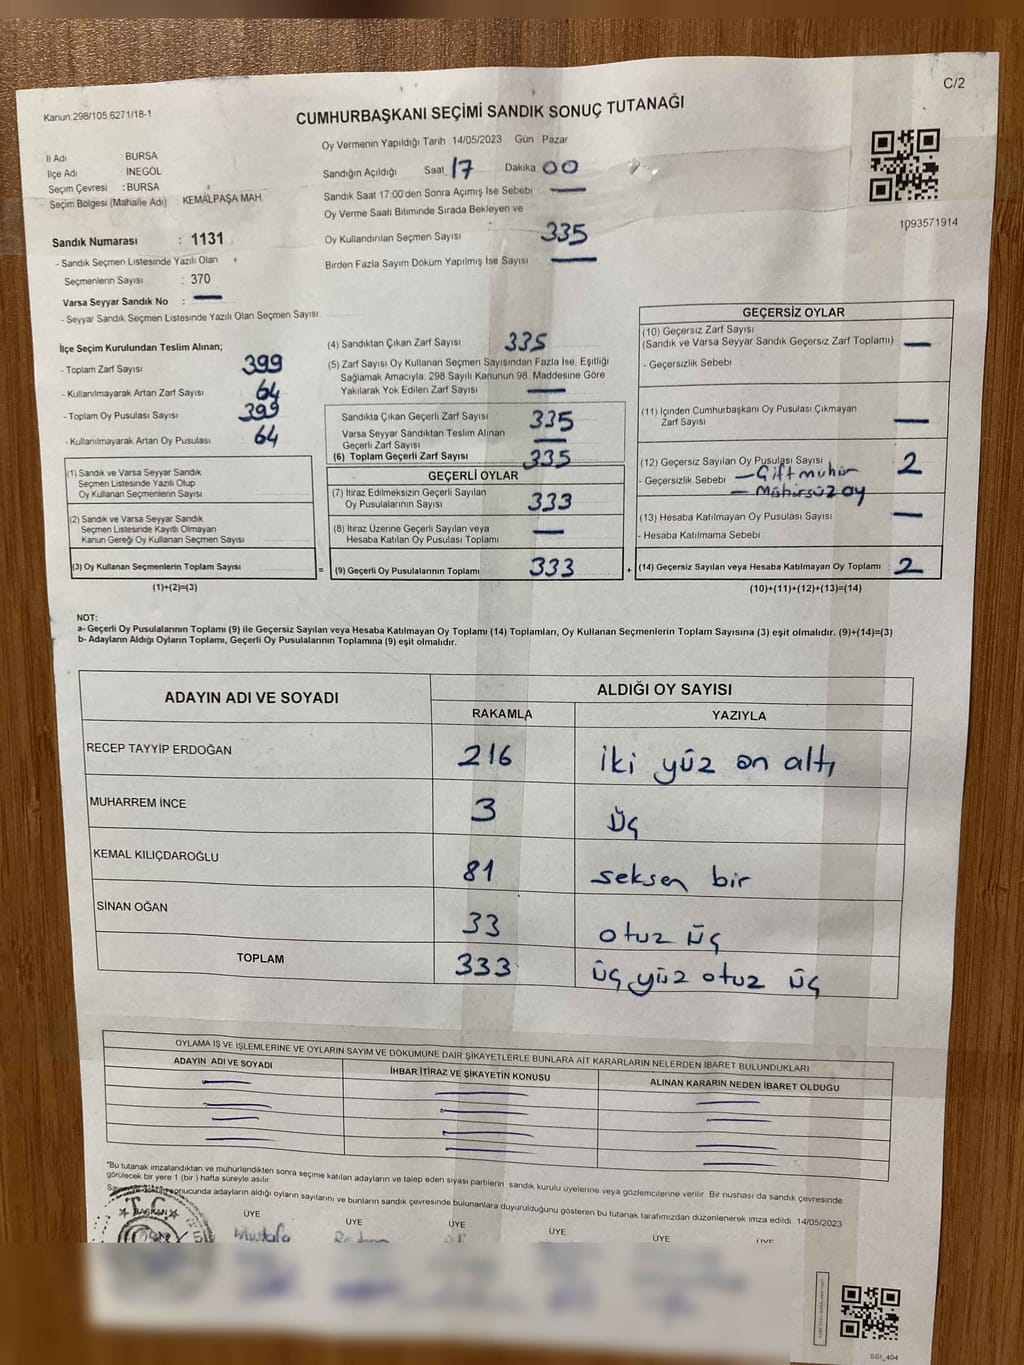 C/2
Kanun:298/105 6271/18-1
CUMHURBAŞKANI SEÇİMİ SANDIK SONUÇ TUTANAĞI
Oy Vermenin Yapıldığı Tarih 14/05/2023 Gün Pazar
İl Adı BURSA
İlçe Adı İNEGÖL
Seçim Çevresi : BURSA
Seçim Bölgesi (Mahalle Adı) KEMALPAŞA MAH.
Sandığın Açıldığı Saat 17 Dakika 00
Sandık Saat 17:00'den Sonra Açımış İse Sebebi —
Oy Verme Saati Bitiminde Sırada Bekleyen ve
Oy Kullandırılan Seçmen Sayısı 335
Birden Fazla Sayım Döküm Yapılmış İse Sayısı —
1093571914
Sandık Numarası : 1131
- Sandık Seçmen Listesinde Yazılı Olan
Seçmenlerin Sayısı : 370
Varsa Seyyar Sandık No : —
- Seyyar Sandık Seçmen Listesinde Yazılı Olan Seçmen Sayısı:
İlçe Seçim Kurulundan Teslim Alınan;
- Toplam Zarf Sayısı 399
- Kullanılmayarak Artan Zarf Sayısı 64
- Toplam Oy Pusulası Sayısı 399
- Kullanılmayarak Artan Oy Pusulası 64
(1) Sandık ve Varsa Seyyar Sandık
Seçmen Listesinde Yazılı Olup
Oy Kullanan Seçmenlerin Sayısı
(2) Sandık ve Varsa Seyyar Sandık
Seçmen Listesinde Kayıtlı Olmayan
Kanun Gereği Oy Kullanan Seçmen Sayısı
(3) Oy Kullanan Seçmenlerin Toplam Sayısı
(1)+(2)=(3)
=
(4) Sandıktan Çıkan Zarf Sayısı 335
(5) Zarf Sayısı Oy Kullanan Seçmen Sayısından Fazla İse, Eşitliği
Sağlamak Amacıyla, 298 Sayılı Kanunun 98. Maddesine Göre
Yakılarak Yok Edilen Zarf Sayısı —
Sandıkta Çıkan Geçerli Zarf Sayısı 335
Varsa Seyyar Sandıktan Teslim Alınan
Geçerli Zarf Sayısı —
(6) Toplam Geçerli Zarf Sayısı 335
GEÇERLİ OYLAR
(7) İtiraz Edilmeksizin Geçerli Sayılan
Oy Pusulalarının Sayısı 333
(8) İtiraz Üzerine Geçerli Sayılan veya
Hesaba Katılan Oy Pusulası Toplamı —
(9) Geçerli Oy Pusulalarının Toplamı 333
+
GEÇERSİZ OYLAR
(10) Geçersiz Zarf Sayısı
(Sandık ve Varsa Seyyar Sandık Geçersiz Zarf Toplamı) —
- Geçersizlik Sebebi :
(11) İçinden Cumhurbaşkanı Oy Pusulası Çıkmayan
Zarf Sayısı —
(12) Geçersiz Sayılan Oy Pusulası Sayısı 2
- Geçersizlik Sebebi — Çift mühür
— Mühürsüz oy
(13) Hesaba Katılmayan Oy Pusulası Sayısı —
- Hesaba Katılmama Sebebi
(14) Geçersiz Sayılan veya Hesaba Katılmayan Oy Toplamı 2
(10)+(11)+(12)+(13)=(14)
NOT:
a- Geçerli Oy Pusulalarının Toplamı (9) ile Geçersiz Sayılan veya Hesaba Katılmayan Oy Toplamı (14) Toplamları, Oy Kullanan Seçmenlerin Toplam Sayısına (3) eşit olmalıdır. (9)+(14)=(3)
b- Adayların Aldığı Oyların Toplamı, Geçerli Oy Pusulalarının Toplamına (9) eşit olmalıdır.
ADAYIN ADI VE SOYADI
ALDIĞI OY SAYISI
RAKAMLA YAZIYLA
RECEP TAYYİP ERDOĞAN 216 iki yüz on altı
MUHARREM İNCE 3 üç
KEMAL KILIÇDAROĞLU 81 seksen bir
SİNAN OĞAN 33 otuz üç
TOPLAM 333 üç yüz otuz üç
OYLAMA İŞ VE İŞLEMLERİNE VE OYLARIN SAYIM VE DÖKÜMÜNE DAİR ŞİKAYETLERLE BUNLARA AİT KARARLARIN NELERDEN İBARET BULUNDUKLARI
ADAYIN ADI VE SOYADI İHBAR İTİRAZ VE ŞİKAYETİN KONUSU ALINAN KARARIN NEDEN İBARET OLDUĞU
*Bu tutanak imzalandıktan ve mühürlendikten sonra seçime katılan adayların ve talep eden siyasi partilerin sandık kurulu üyelerine veya gözlemcilerine verilir. Bir nushası da sandık çevresinde
görülecek bir yere 1 (bir) hafta süreyle asılır
sonucunda adayların aldığı oyların sayılarını ve bunların sandık çevresinde bulunanlara duyurulduğunu gösteren bu tutanak tarafımızdan düzenlenerek imza edildi. 14/05/2023
T.C.
BAŞKAN
ÜYE ÜYE ÜYE ÜYE ÜYE ÜYE
Mustafa
SSI_404